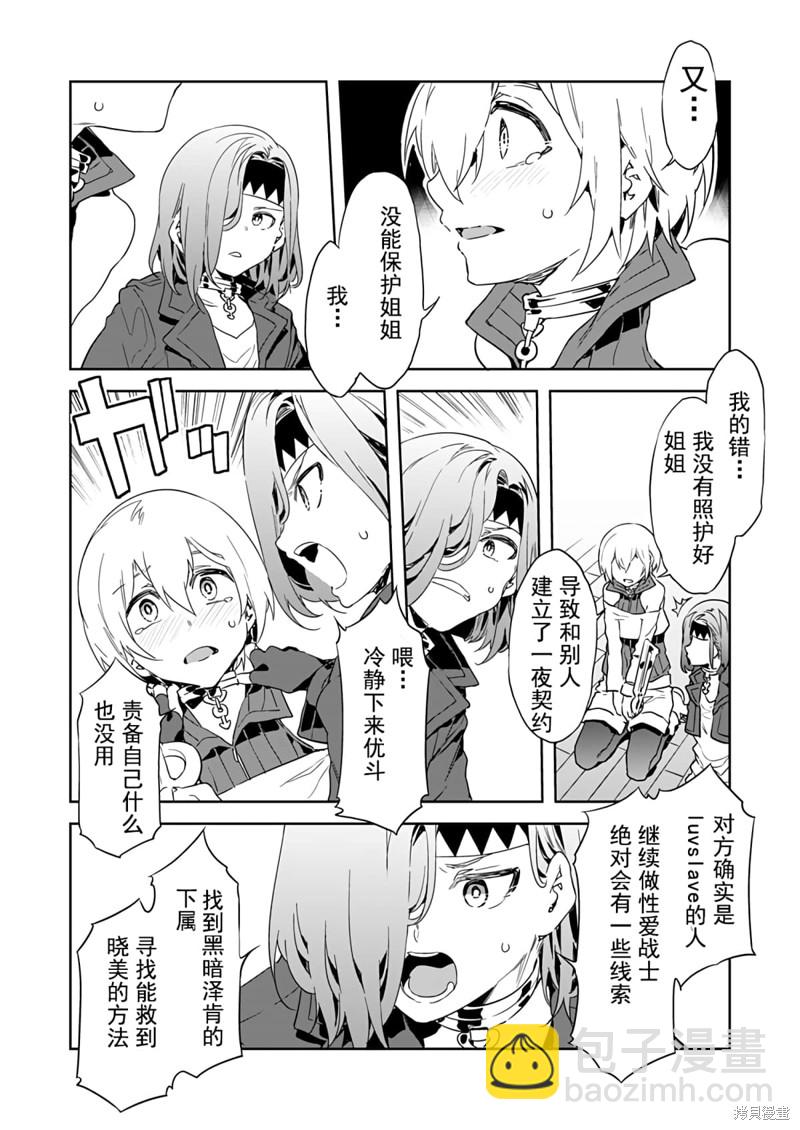 又…
没能保护姐姐
我…
我的错…
我没有照护好
姐姐
导致和别人
建立了一夜契约
ガッ
喂…
冷静下来优斗
责备自己什么
也没用
对方确实是
luvslave的人
继续做性爱战士
绝对会有一些线索
找到黑暗泽肯的
下属
寻找能救到
晓美的方法
包子漫畫
baozimh.com
拷贝漫画